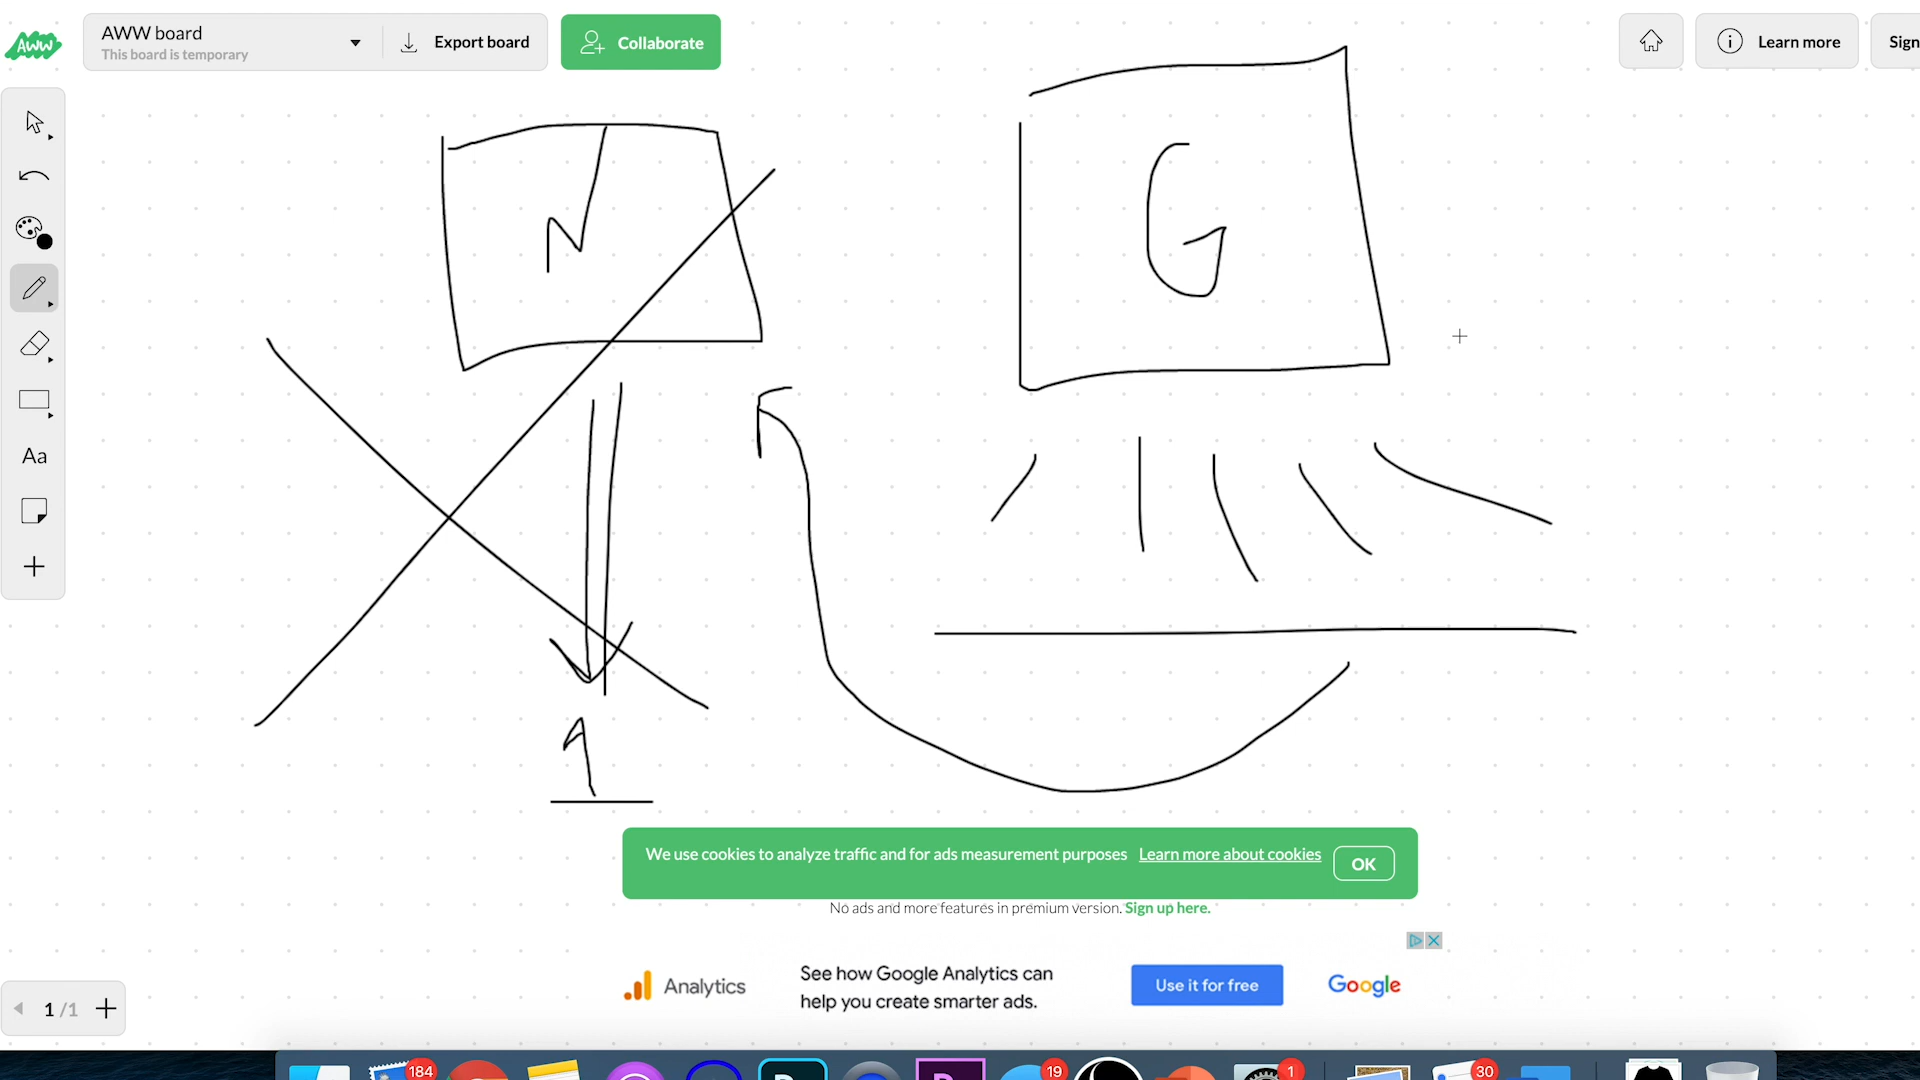 AWW
AWW board
This board is temporary
Export board
Collaborate
Learn more
Sign
N
G
Aa
1
We use cookies to analyze traffic and for ads measurement purposes Learn more about cookies
OK
No ads and more features in premium version. Sign up here.
Analytics
See how Google Analytics can
help you create smarter ads.
Use it for free
Google
1 /1
184
19
1
30